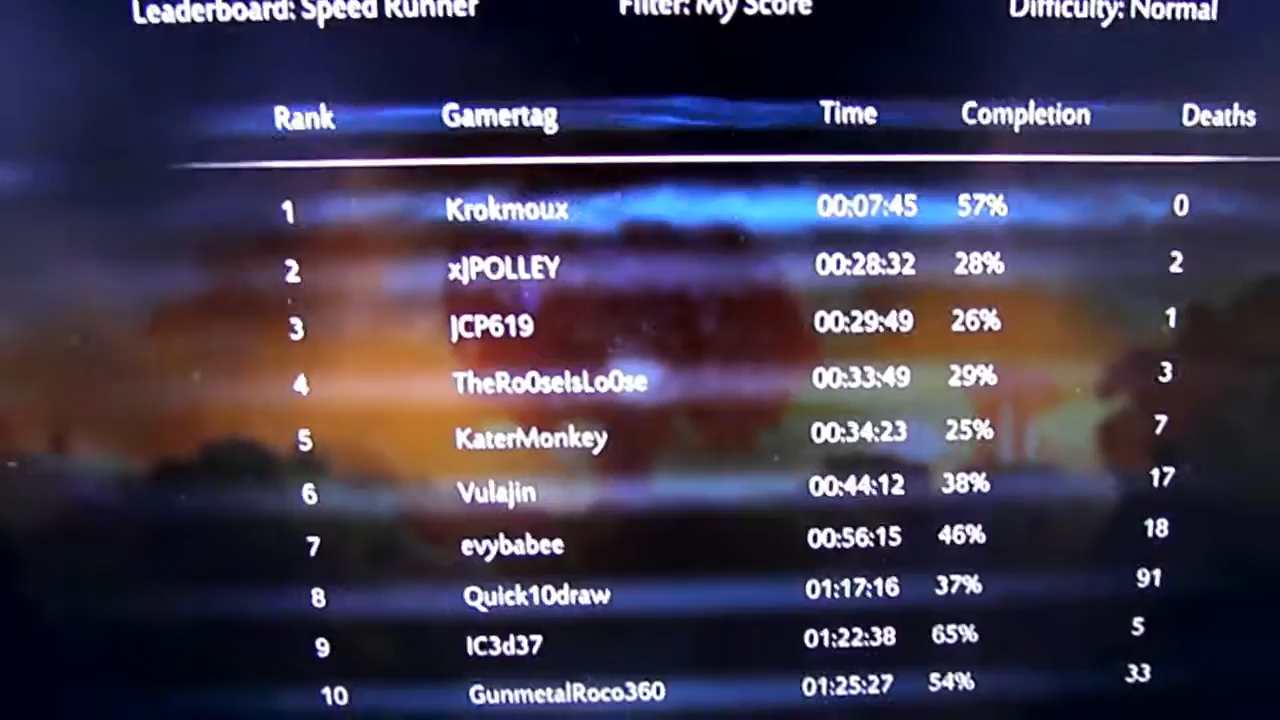 Leaderboard: Speed Runner Filter: My Score Difficulty: Normal
Rank Gamertag Time Completion Deaths
1 Krokmoux 00:07:45 57% 0
2 xJPOLLEY 00:28:32 28% 2
3 JCP619 00:29:49 26% 1
4 TheRo0seIsLo0se 00:33:49 29% 3
5 KaterMonkey 00:34:23 25% 7
6 Vulajin 00:44:12 38% 17
7 evybabee 00:56:15 46% 18
8 Quick10draw 01:17:16 37% 91
9 IC3d37 01:22:38 65% 5
10 GunmetalRoco360 01:25:27 54% 33